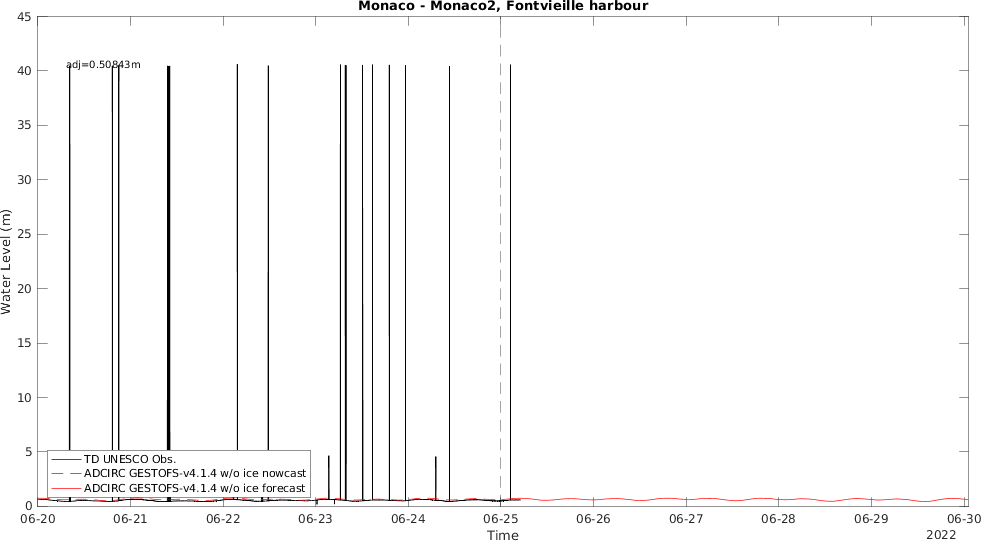 Monaco - Monaco2, Fontvieille harbour
45
40
35
30
25
20
15
10
5
0
Water Level (m)
adj=0.50843m
TD UNESCO Obs.
ADCIRC GESTOFS-v4.1.4 w/o ice nowcast
ADCIRC GESTOFS-v4.1.4 w/o ice forecast
06-20 06-21 06-22 06-23 06-24 06-25 06-26 06-27 06-28 06-29 06-30
Time
2022